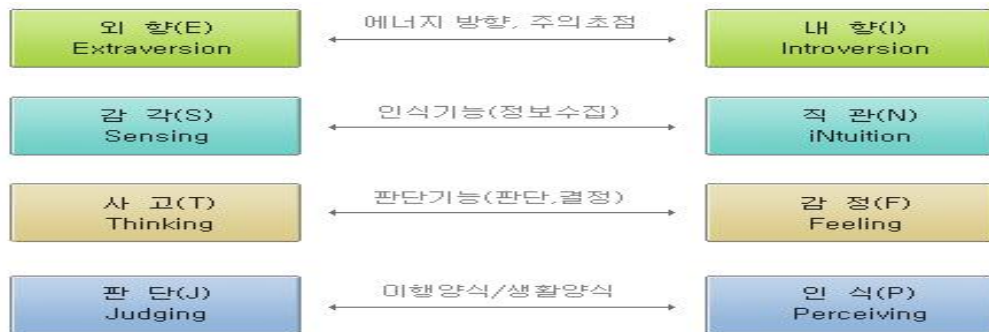 외 향(E)
Extraversion
에너지 방향, 주의초점
내 향(I)
Introversion
감 각(S)
Sensing
인식기능(정보수집)
직 관(N)
iNtuition
사 고(T)
Thinking
판단기능(판단,결정)
감 정(F)
Feeling
판 단(J)
Judging
이행양식/생활양식
인 식(P)
Perceiving